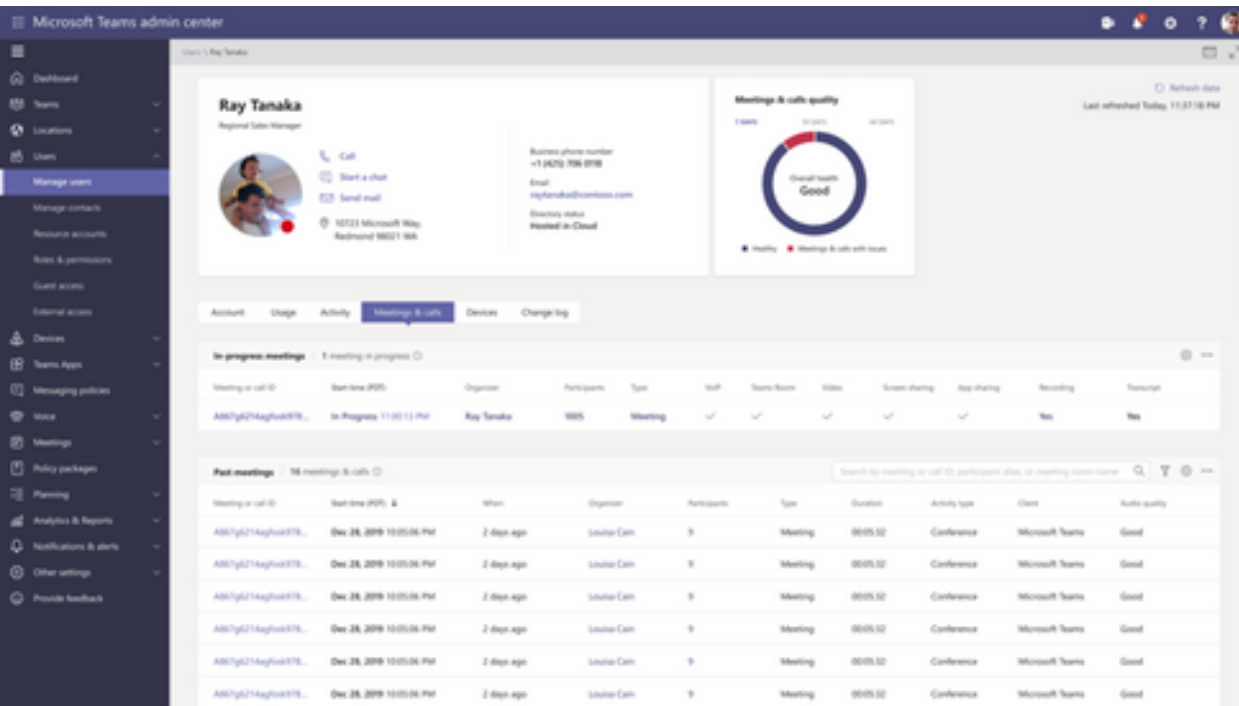 Microsoft Teams admin center
Users \ Ray Tanaka
Dashboard
Teams
Locations
Users
Manage users
Manage contacts
Resource accounts
Roles & permissions
Guest access
External access
Devices
Teams Apps
Messaging policies
Voice
Meetings
Policy packages
Planning
Analytics & Reports
Notifications & alerts
Other settings
Provide feedback
Ray Tanaka
Regional Sales Manager
Call
Start a chat
Send mail
10723 Microsoft Way,
Redmond 98021 WA
Business phone number
+1 (425) 706 0118
Email
raytanaka@contoso.com
Directory status
Hosted in Cloud
Meetings & calls quality
7 DAYS 30 DAYS 60 DAYS
Overall health
Good
Healthy Meetings & calls with issues
Refresh data
Last refreshed Today, 11:37:18 PM
Account Usage Activity Meetings & calls Devices Change log
In-progress meetings 1 meeting in progress
Meeting or call ID Start time (PDT) Organizer Participants Type VoIP Teams Room Video Screen sharing App sharing Recording Transcript
In Progress 11:00:13 PM Ray Tanaka 1005 Meeting Yes Yes
Past meetings 16 meetings & calls
Search by meeting or call ID, participant alias, or meeting room name
Meeting or call ID Start time (PDT) When Organizer Participants Type Duration Activity type Client Audio quality
Dec 28, 2019 10:05:06 PM 2 days ago Louisa Cain 9 Meeting 00:05:32 Conference Microsoft Teams Good
Dec 28, 2019 10:05:06 PM 2 days ago Louisa Cain 9 Meeting 00:05:32 Conference Microsoft Teams Good
Dec 28, 2019 10:05:06 PM 2 days ago Louisa Cain 9 Meeting 00:05:32 Conference Microsoft Teams Good
Dec 28, 2019 10:05:06 PM 2 days ago Louisa Cain 9 Meeting 00:05:32 Conference Microsoft Teams Good
Dec 28, 2019 10:05:06 PM 2 days ago Louisa Cain 9 Meeting 00:05:32 Conference Microsoft Teams Good
Dec 28, 2019 10:05:06 PM 2 days ago Louisa Cain 9 Meeting 00:05:32 Conference Microsoft Teams Good